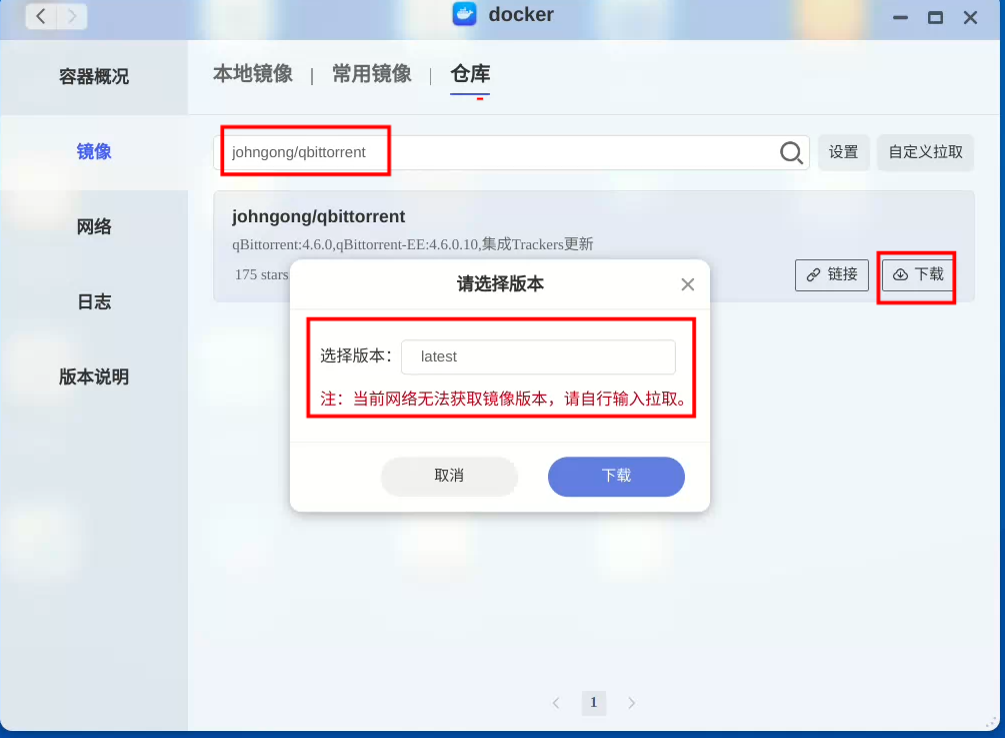 docker
容器概况
镜像
网络
日志
版本说明
本地镜像 | 常用镜像 | 仓库
johngong/qbittorrent
设置
自定义拉取
johngong/qbittorrent
qBittorrent:4.6.0,qBittorrent-EE:4.6.0.10,集成Trackers更新
175 stars
链接
下载
请选择版本
选择版本： latest
注：当前网络无法获取镜像版本，请自行输入拉取。
取消
下载
1